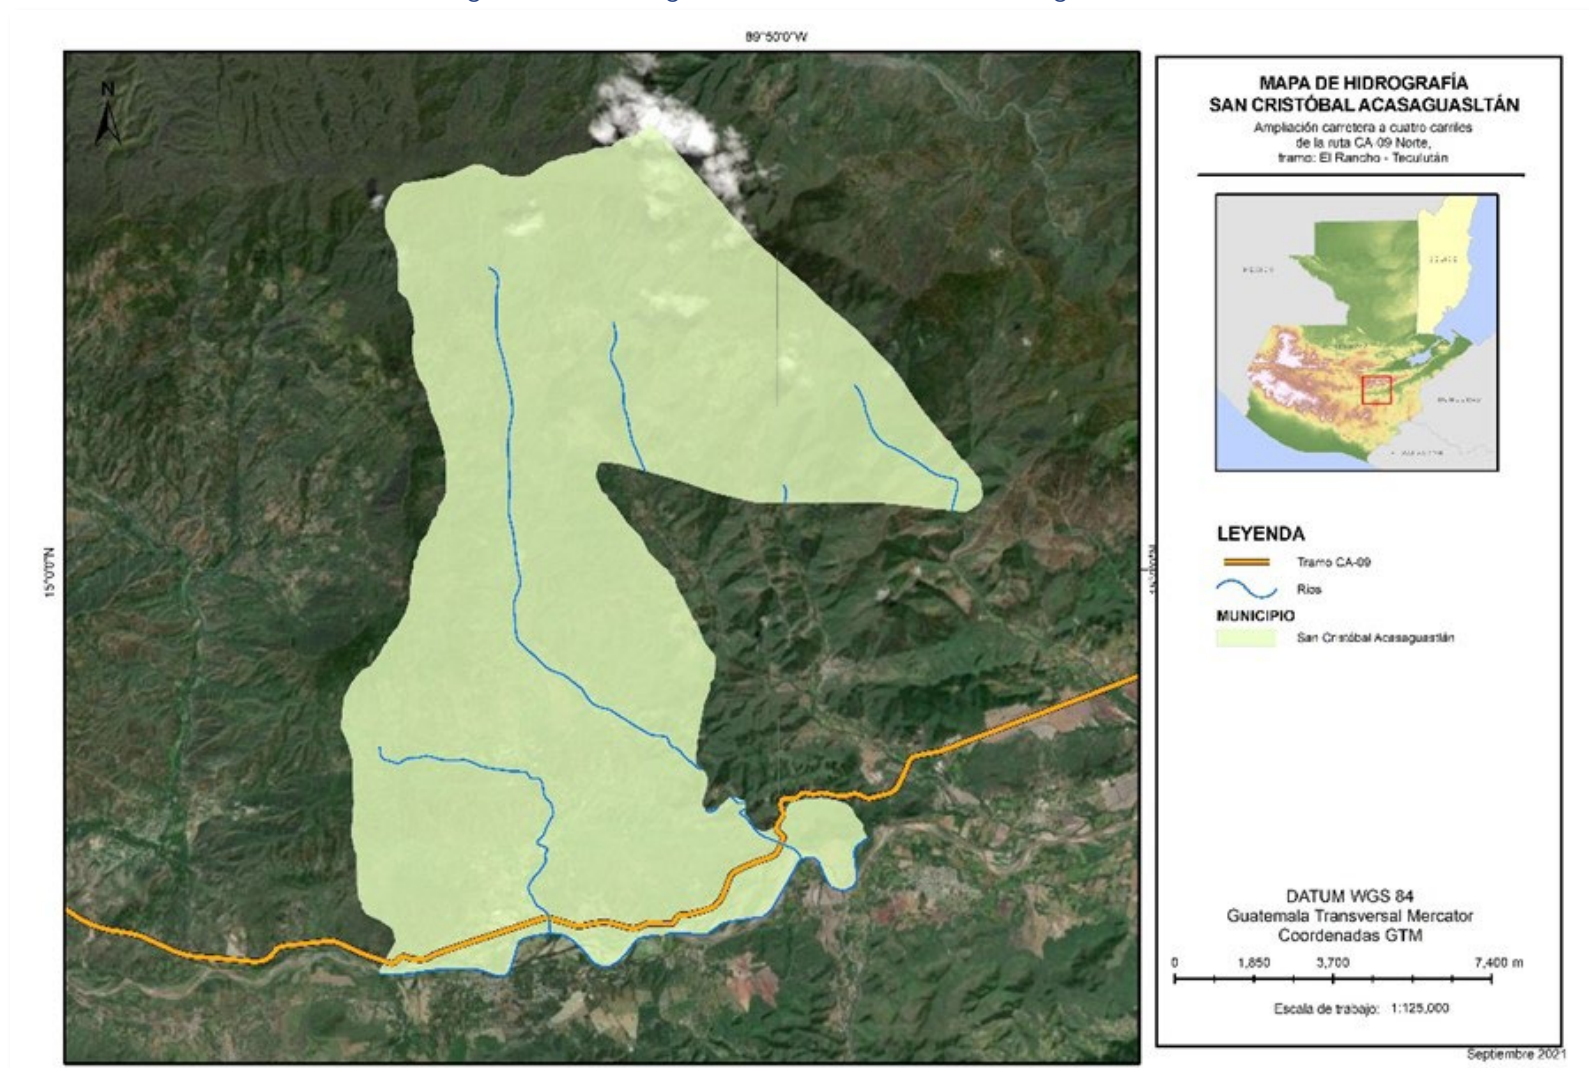 89°50'0"W
N
15°0'0"N
MAPA DE HIDROGRAFÍA
SAN CRISTÓBAL ACASAGUASLTÁN
Ampliación carretera a cuatro carriles
de la ruta CA-09 Norte,
tramo: El Rancho - Teculután
LEYENDA
Tramo CA-09
Ríos
MUNICIPIO
San Cristóbal Acasaguastlán
DATUM WGS 84
Guatemala Transversal Mercator
Coordenadas GTM
0 1,850 3,700 7,400 m
Escala de trabajo: 1:125,000
Septiembre 2021